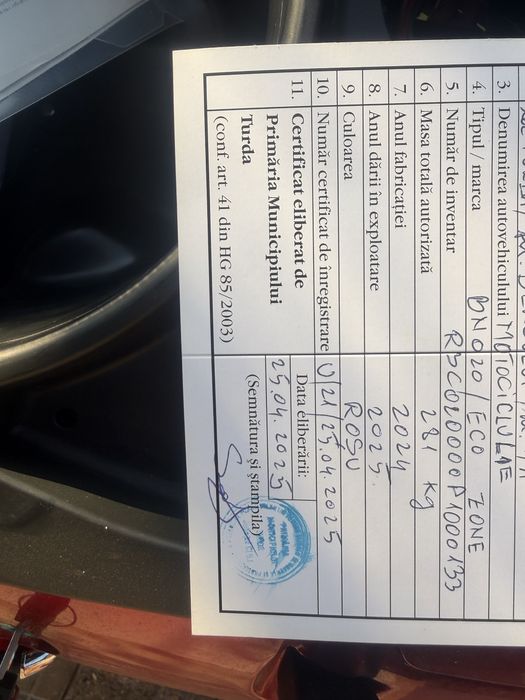 3. Denumirea autovehiculului MOTOCICLU 4E
4. Tipul / marca BN020 / ECO ZONE
5. Număr de inventar
6. Masa totală autorizată 281 kg
7. Anul fabricației 2024
8. Anul dării în exploatare 2025.
9. Culoarea ROȘU
10. Număr certificat de înregistrare U/21/25.04.2025
11. Certificat eliberat de Primăria Municipiului Turda
(conf. art. 41 din HG 85/2003)
Data eliberării:
25.04.2025
(Semnătura și ștampila)